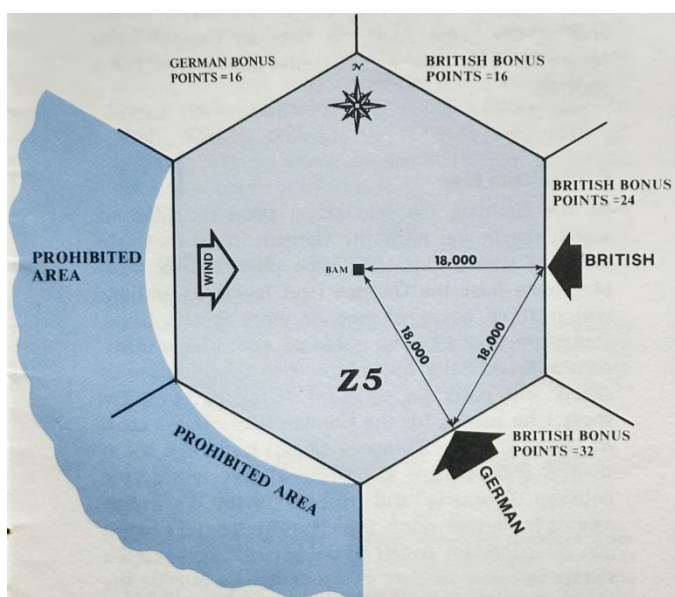 GERMAN BONUS
POINTS =16
BRITISH BONUS
POINTS =16
N
BRITISH BONUS
POINTS =24
PROHIBITED
AREA
WIND
BAM
18,000
BRITISH
18,000
18,000
Z5
PROHIBITED AREA
BRITISH BONUS
POINTS =32
GERMAN